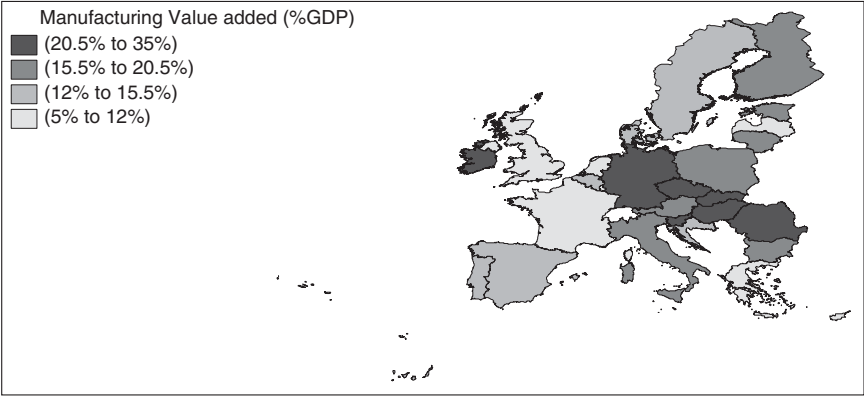 Manufacturing Value added (%GDP)
(20.5% to 35%)
(15.5% to 20.5%)
(12% to 15.5%)
(5% to 12%)